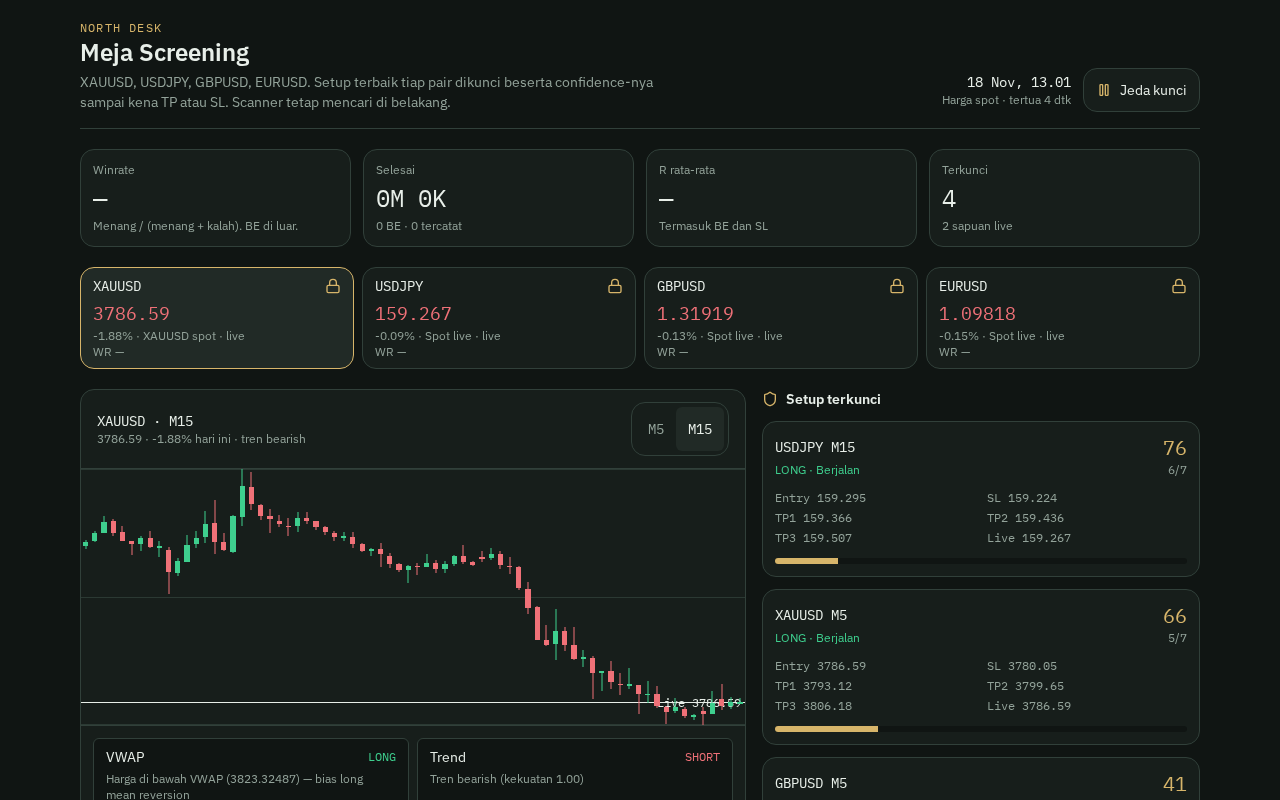 NORTH DESK
Meja Screening
XAUUSD, USDJPY, GBPUSD, EURUSD. Setup terbaik tiap pair dikunci beserta confidence-nya
sampai kena TP atau SL. Scanner tetap mencari di belakang.
18 Nov, 13.01
Harga spot · tertua 4 dtk
Jeda kunci
Winrate
—
Menang / (menang + kalah). BE di luar.
Selesai
0M 0K
0 BE · 0 tercatat
R rata-rata
—
Termasuk BE dan SL
Terkunci
4
2 sapuan live
XAUUSD
3786.59
-1.88% · XAUUSD spot · live
WR —
USDJPY
159.267
-0.09% · Spot live · live
WR —
GBPUSD
1.31919
-0.13% · Spot live · live
WR —
EURUSD
1.09818
-0.15% · Spot live · live
WR —
XAUUSD · M15
3786.59 · -1.88% hari ini · tren bearish
M5
M15
Live 3786.59
VWAP
LONG
Harga di bawah VWAP (3823.32487) — bias long
mean reversion
Trend
SHORT
Tren bearish (kekuatan 1.00)
Setup terkunci
USDJPY M15
76
LONG · Berjalan
6/7
Entry 159.295
SL 159.224
TP1 159.366
TP2 159.436
TP3 159.507
Live 159.267
XAUUSD M5
66
LONG · Berjalan
5/7
Entry 3786.59
SL 3780.05
TP1 3793.12
TP2 3799.65
TP3 3806.18
Live 3786.59
GBPUSD M5
41